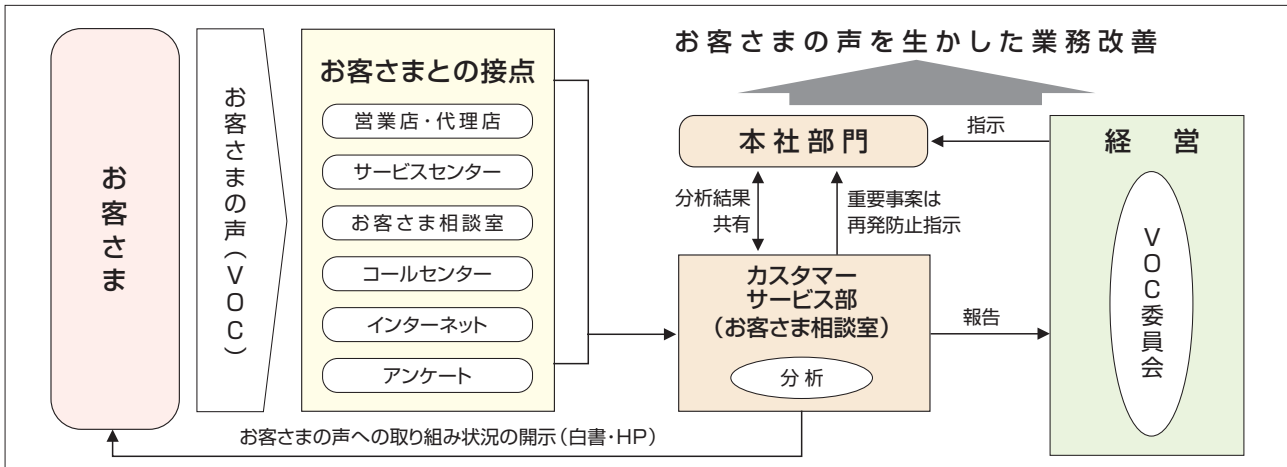 お客さま
お客さまの声(VOC)
お客さまとの接点
営業店・代理店
サービスセンター
お客さま相談室
コールセンター
インターネット
アンケート
お客さまの声を生かした業務改善
本社部門
指示
経営
VOC委員会
分析結果
共有
重要事案は
再発防止指示
カスタマー
サービス部
(お客さま相談室)
分析
報告
お客さまの声への取り組み状況の開示(白書・HP)